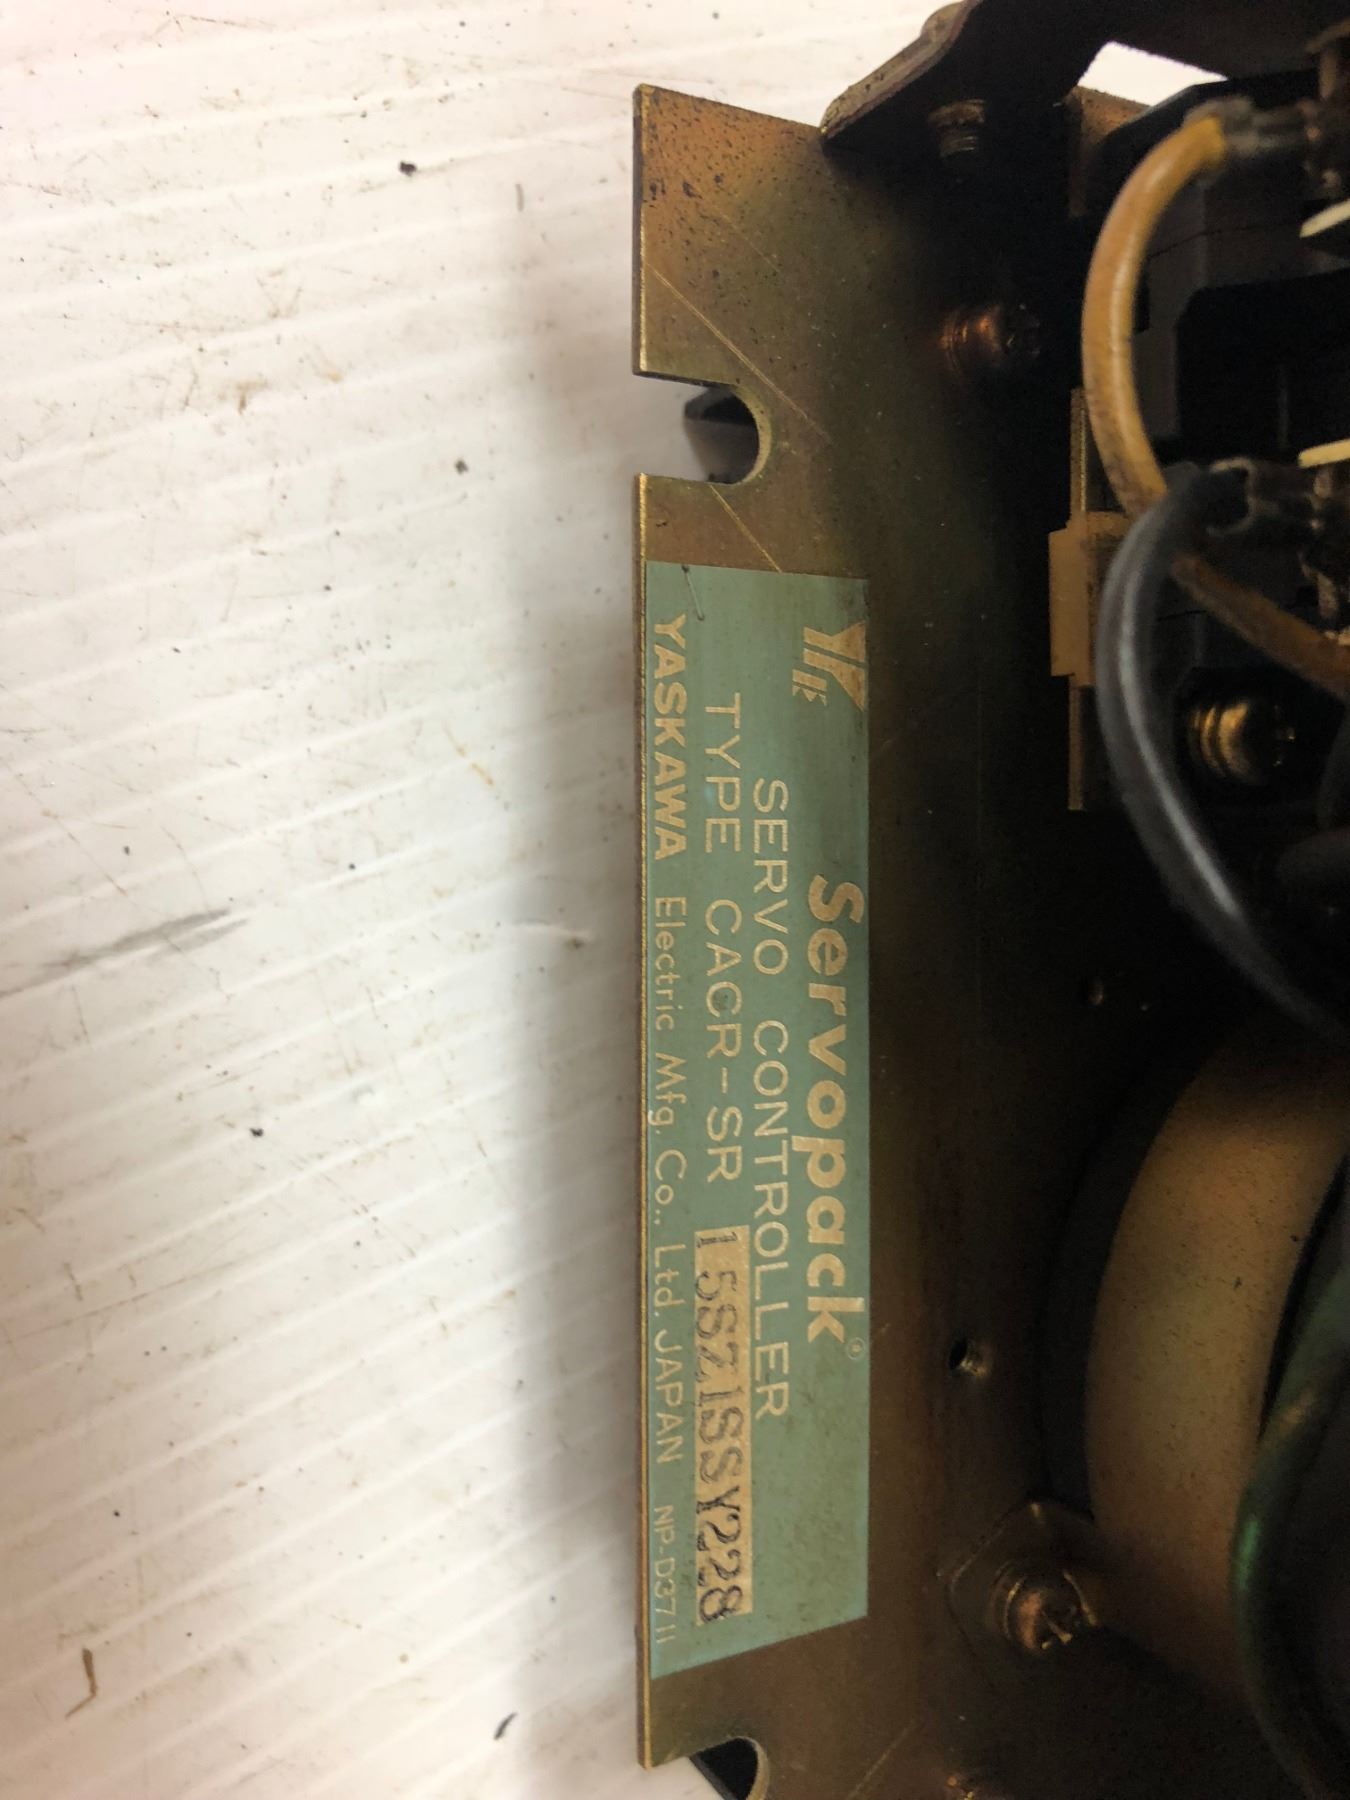 Servopack®
SERVO CONTROLLER
TYPE CACR-SR 15SZ1SSY228
YASKAWA Electric Mfg. Co., Ltd. JAPAN NP-D3711